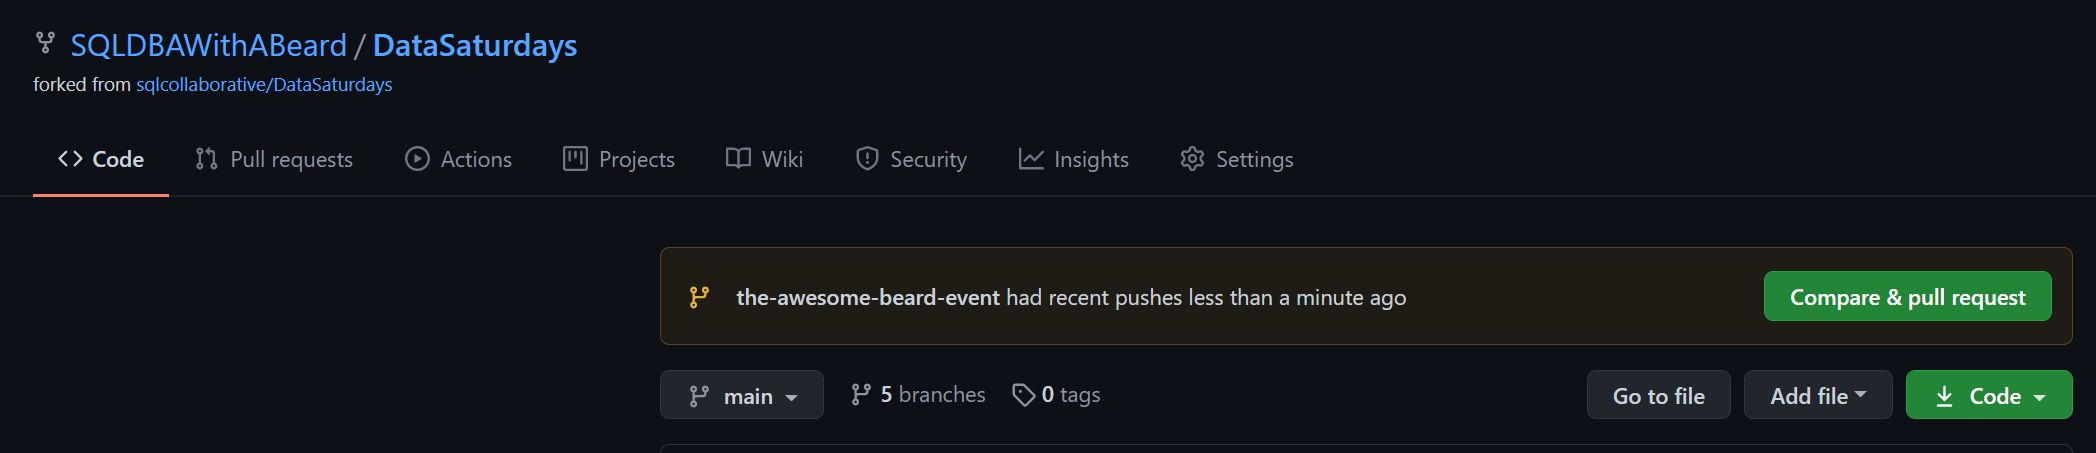 SQLDBAWithABeard / DataSaturdays
forked from sqlcollaborative/DataSaturdays
Code Pull requests Actions Projects Wiki Security Insights Settings
the-awesome-beard-event had recent pushes less than a minute ago Compare & pull request
main 5 branches 0 tags Go to file Add file Code